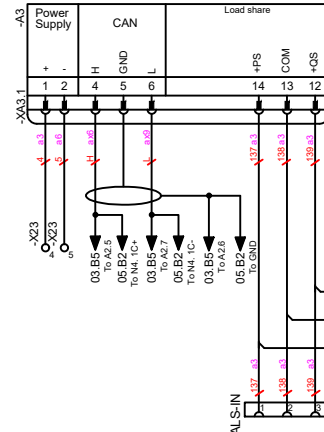 -A3
Power
Supply
CAN
Load share
+
-
H
GND
L
+PS
COM
+QS
1
2
4
5
6
14
13
12
-XA3.1
a3
a6
ax6
ax9
a3
a3
a3
4
5
H
L
137
138
139
-X23
4
-X23
5
03.B5
To A2.5
05.B2
To N4. 1C+
03.B5
To A2.7
05.B2
To N4. 1C-
03.B5
To A2.6
05.B2
To GND
a3
a3
a3
137
138
139
1
2
3
ALS-IN